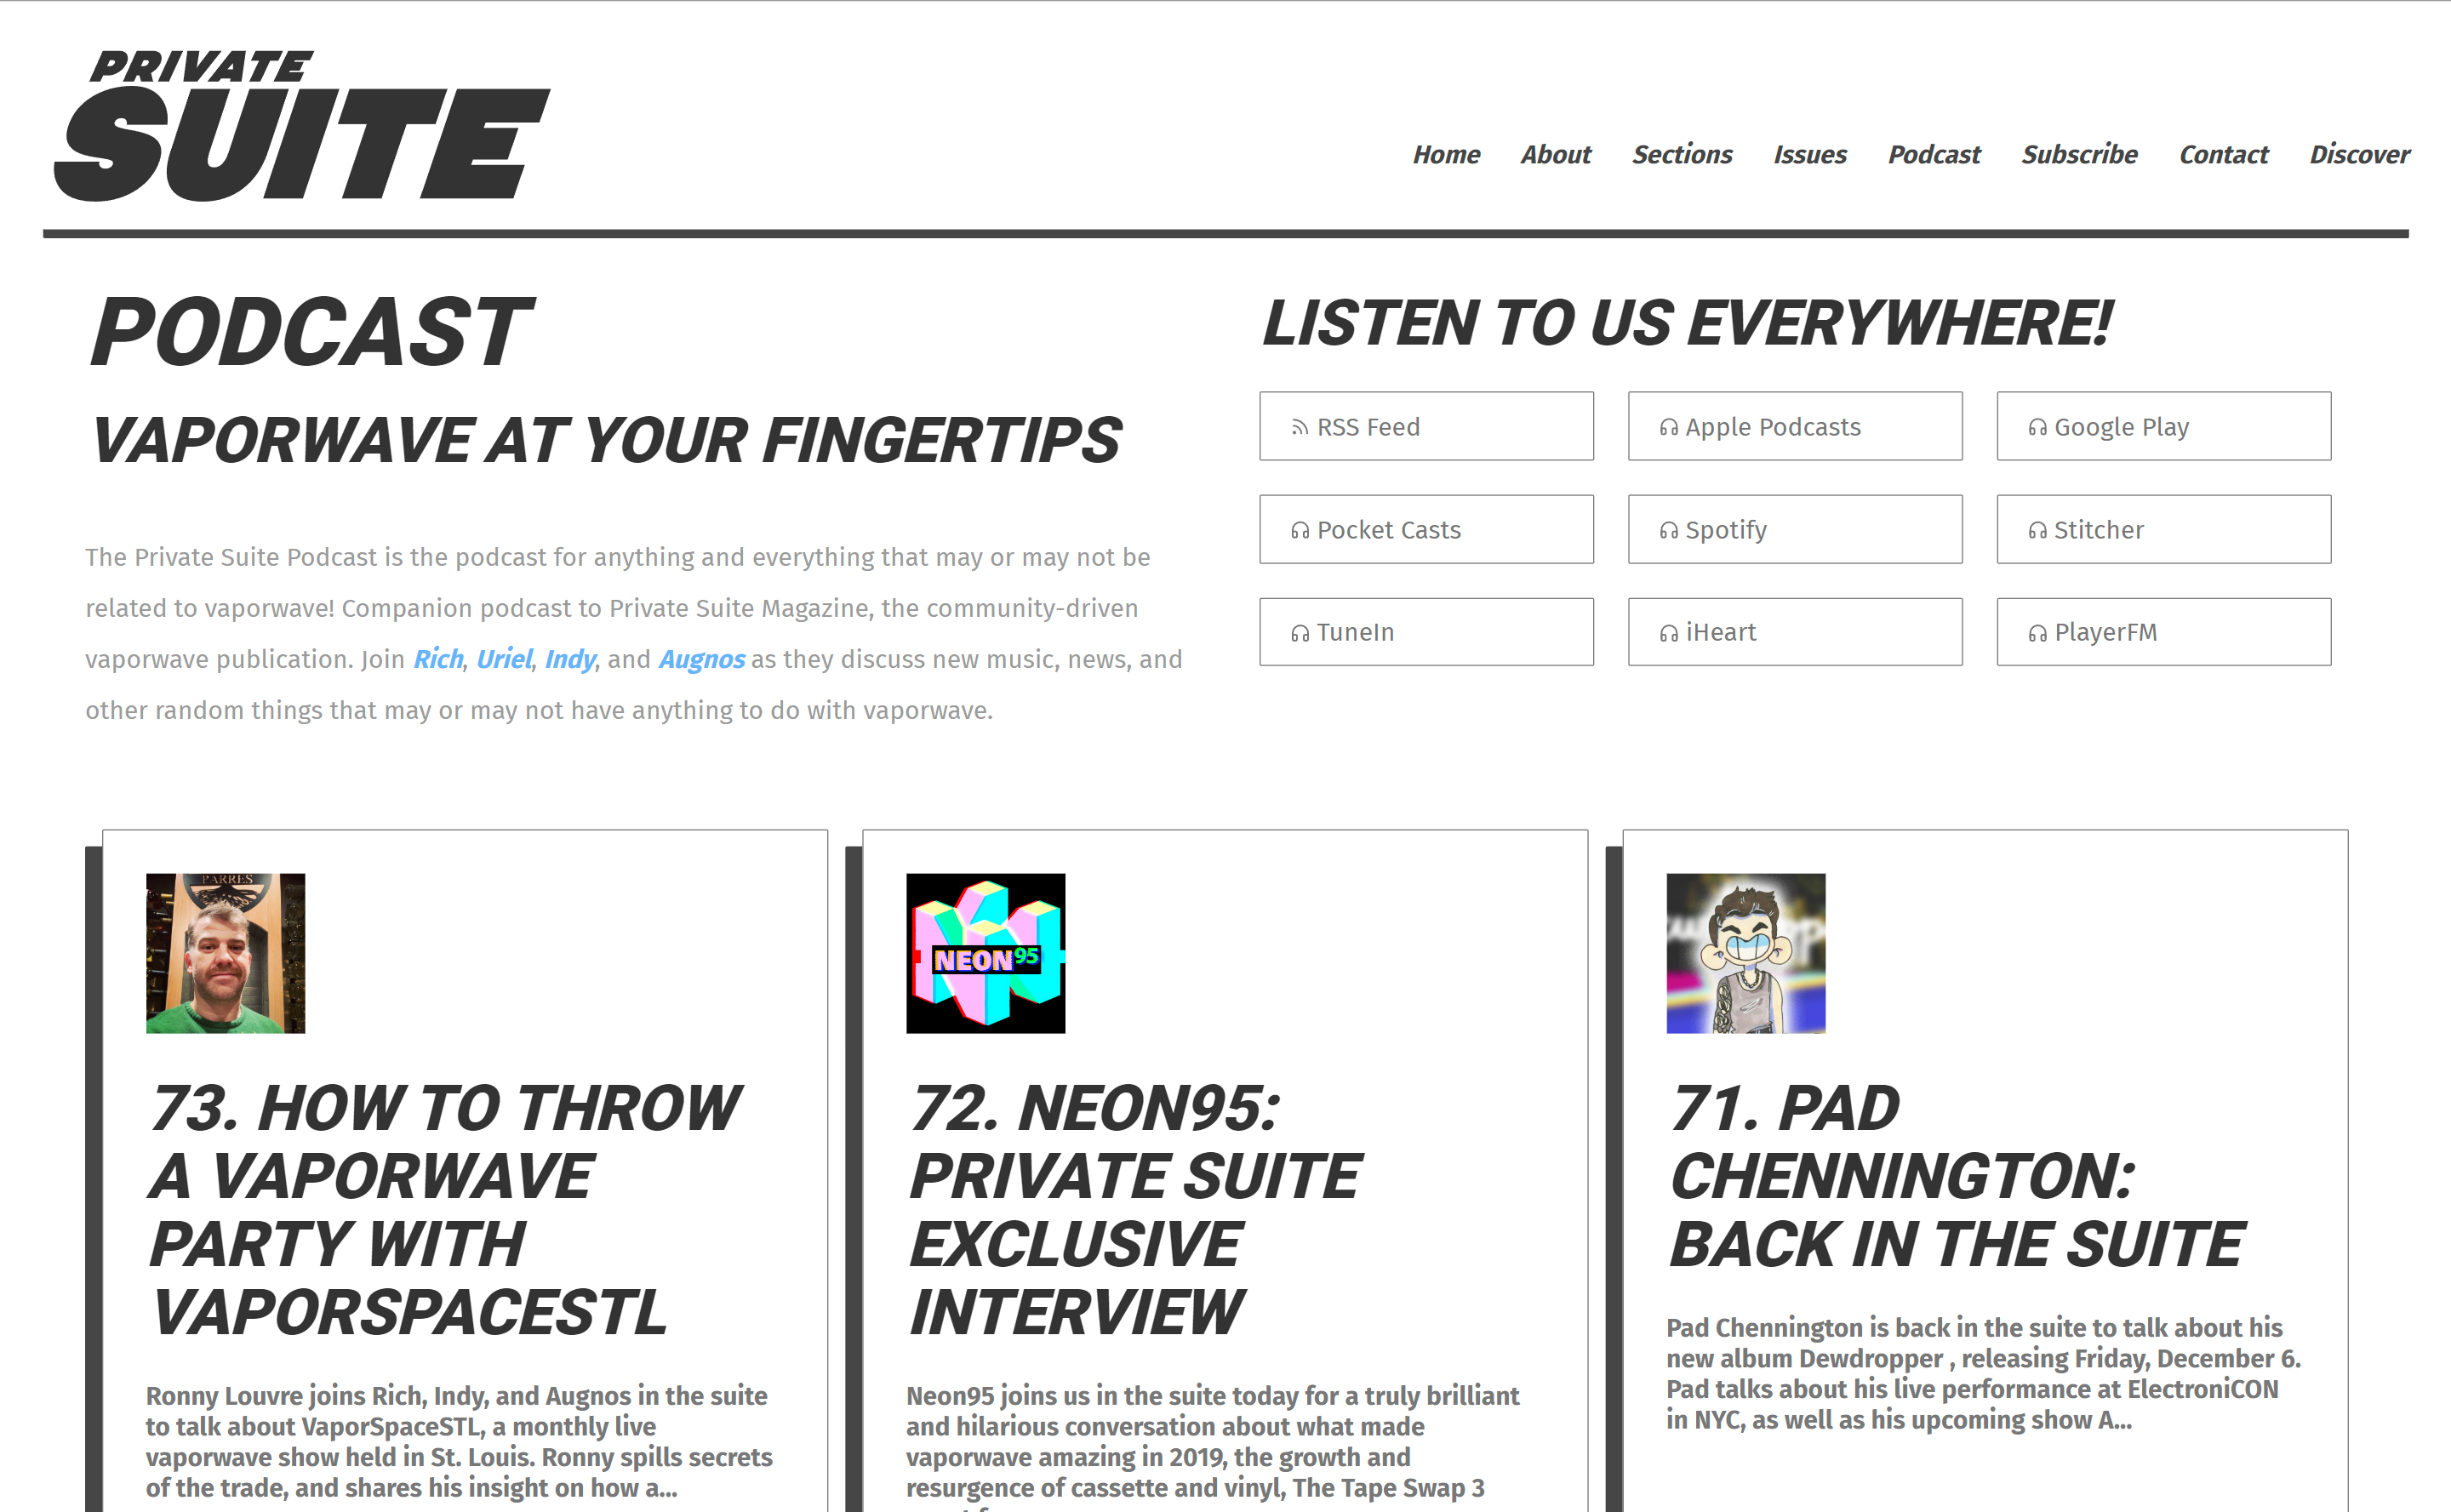 PRIVATE
SUITE
Home About Sections Issues Podcast Subscribe Contact Discover
PODCAST
VAPORWAVE AT YOUR FINGERTIPS
The Private Suite Podcast is the podcast for anything and everything that may or may not be
related to vaporwave! Companion podcast to Private Suite Magazine, the community-driven
vaporwave publication. Join Rich, Uriel, Indy, and Augnos as they discuss new music, news, and
other random things that may or may not have anything to do with vaporwave.
LISTEN TO US EVERYWHERE!
RSS Feed
Apple Podcasts
Google Play
Pocket Casts
Spotify
Stitcher
TuneIn
iHeart
PlayerFM
PARRES
73. HOW TO THROW
A VAPORWAVE
PARTY WITH
VAPORSPACESTL
Ronny Louvre joins Rich, Indy, and Augnos in the suite
to talk about VaporSpaceSTL, a monthly live
vaporwave show held in St. Louis. Ronny spills secrets
of the trade, and shares his insight on how a...
NEON95
72. NEON95:
PRIVATE SUITE
EXCLUSIVE
INTERVIEW
Neon95 joins us in the suite today for a truly brilliant
and hilarious conversation about what made
vaporwave amazing in 2019, the growth and
resurgence of cassette and vinyl, The Tape Swap 3
71. PAD
CHENNINGTON:
BACK IN THE SUITE
Pad Chennington is back in the suite to talk about his
new album Dewdropper , releasing Friday, December 6.
Pad talks about his live performance at ElectroniCON
in NYC, as well as his upcoming show A...